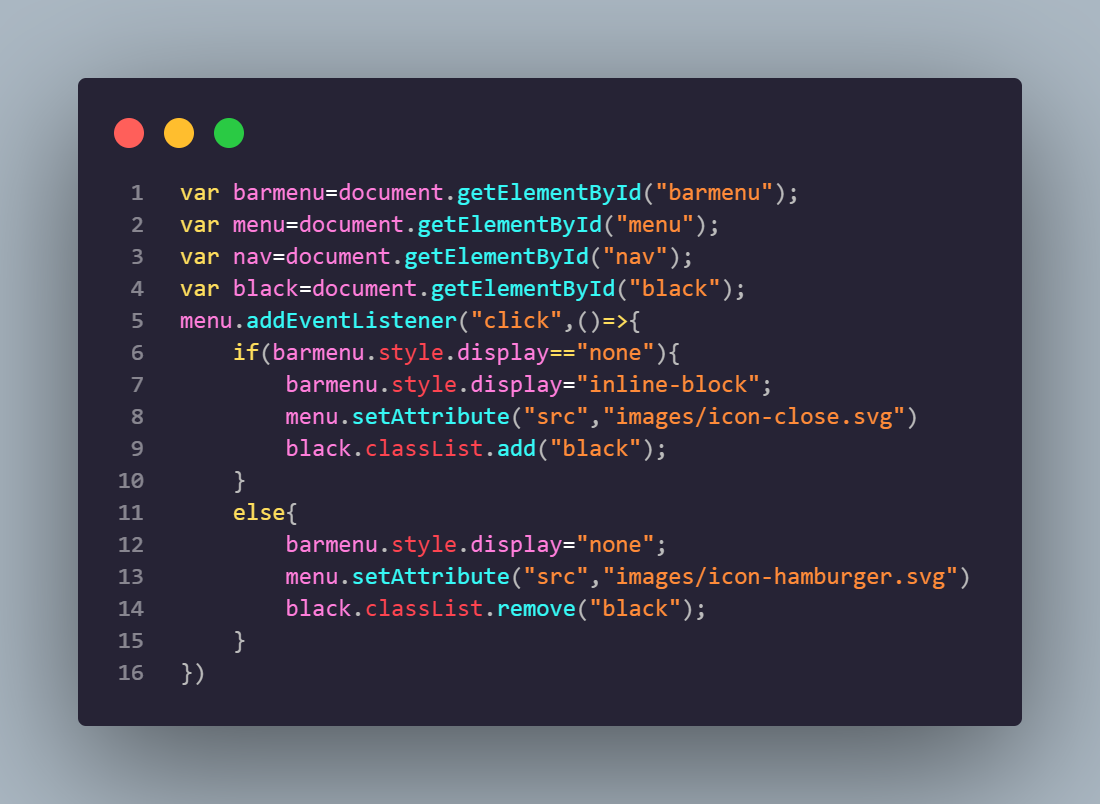 1 var barmenu=document.getElementById("barmenu");
2 var menu=document.getElementById("menu");
3 var nav=document.getElementById("nav");
4 var black=document.getElementById("black");
5 menu.addEventListener("click",()=>{
6     if(barmenu.style.display=="none"){
7         barmenu.style.display="inline-block";
8         menu.setAttribute("src","images/icon-close.svg")
9         black.classList.add("black");
10     }
11     else{
12         barmenu.style.display="none";
13         menu.setAttribute("src","images/icon-hamburger.svg")
14         black.classList.remove("black");
15     }
16 })